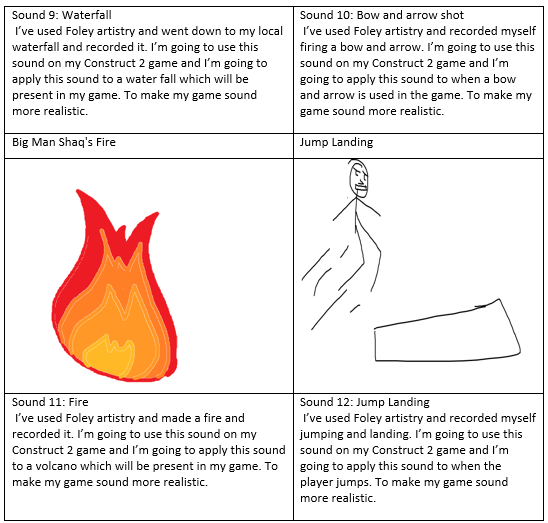 Sound 9: Waterfall
I've used Foley artistry and went down to my local
waterfall and recorded it. I'm going to use this
sound on my Construct 2 game and I'm going to
apply this sound to a water fall which will be
present in my game. To make my game sound
more realistic.
Sound 10: Bow and arrow shot
I've used Foley artistry and recorded myself
firing a bow and arrow. I'm going to use this
sound on my Construct 2 game and I'm
going to apply this sound to when a bow
and arrow is used in the game. To make my
game sound more realistic.
Big Man Shaq's Fire
Jump Landing
Sound 11: Fire
I've used Foley artistry and made a fire and
recorded it. I'm going to use this sound on my
Construct 2 game and I'm going to apply this sound
to a volcano which will be present in my game. To
make my game sound more realistic.
Sound 12: Jump Landing
I've used Foley artistry and recorded myself
jumping and landing. I'm going to use this
sound on my Construct 2 game and I'm
going to apply this sound to when the
player jumps. To make my game sound
more realistic.